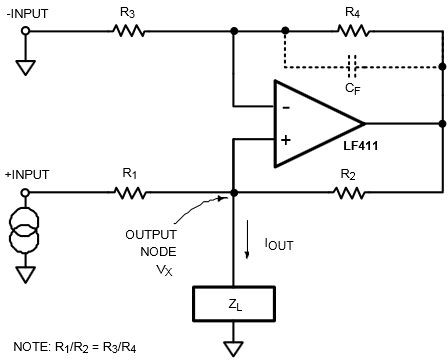 -INPUT
R3
R4
CF
-
+
LF411
+INPUT
R1
R2
OUTPUT
NODE
VX
IOUT
ZL
NOTE: R1/R2 = R3/R4